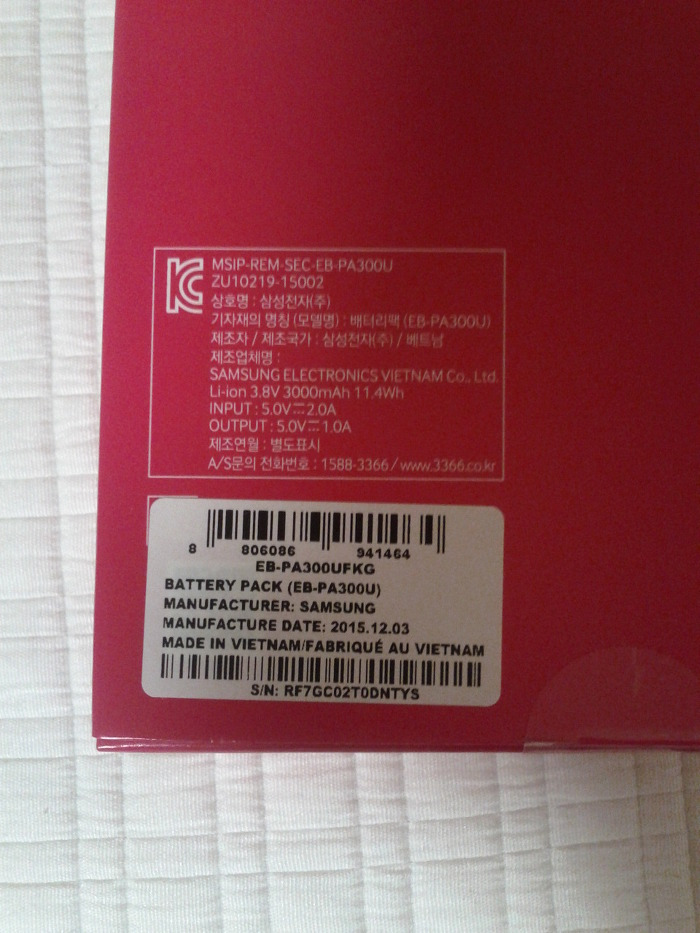 MSIP-REM-SEC-EB-PA300U
ZU10219-15002
상호명 : 삼성전자(주)
기자재의 명칭 (모델명) : 배터리팩 (EB-PA300U)
제조자 / 제조국가 : 삼성전자(주) / 베트남
제조업체명 :
SAMSUNG ELECTRONICS VIETNAM Co., Ltd.
Li-ion 3.8V 3000mAh 11.4Wh
INPUT : 5.0V⎓2.0A
OUTPUT : 5.0V⎓1.0A
제조연월 : 별도표시
A/S문의 전화번호 : 1588-3366 / www.3366.co.kr
8 806086 941464
EB-PA300UFKG
BATTERY PACK (EB-PA300U)
MANUFACTURER: SAMSUNG
MANUFACTURE DATE: 2015.12.03
MADE IN VIETNAM/FABRIQUÉ AU VIETNAM
S/N: RF7GC02T0DNTYS